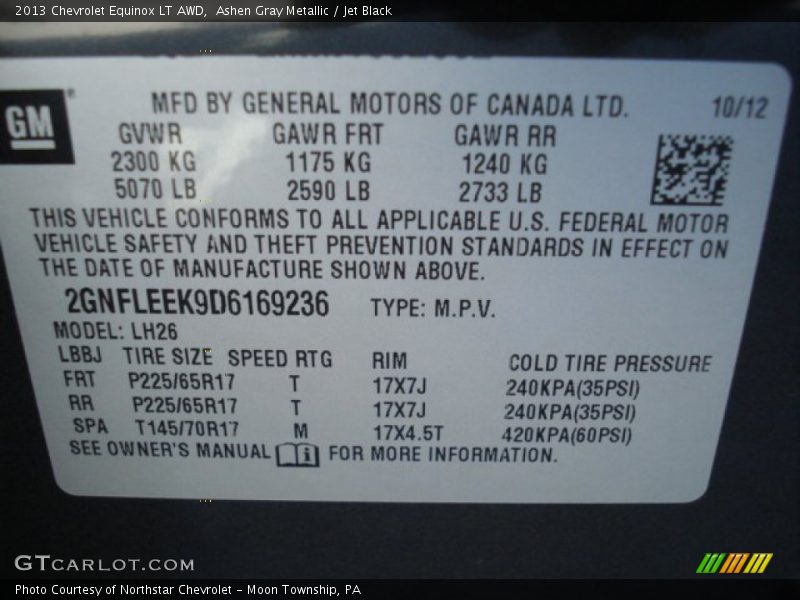 2013 Chevrolet Equinox LT AWD,  Ashen Gray Metallic / Jet Black
GM
MFD BY GENERAL MOTORS OF CANADA LTD. 10/12
GVWR GAWR FRT GAWR RR
2300 KG 1175 KG 1240 KG
5070 LB 2590 LB 2733 LB
THIS VEHICLE CONFORMS TO ALL APPLICABLE U.S. FEDERAL MOTOR
VEHICLE SAFETY AND THEFT PREVENTION STANDARDS IN EFFECT ON
THE DATE OF MANUFACTURE SHOWN ABOVE.
2GNFLEEK9D6169236 TYPE: M.P.V.
MODEL: LH26
LBBJ TIRE SIZE SPEED RTG RIM COLD TIRE PRESSURE
FRT P225/65R17 T 17X7J 240KPA(35PSI)
RR P225/65R17 T 17X7J 240KPA(35PSI)
SPA T145/70R17 M 17X4.5T 420KPA(60PSI)
SEE OWNER'S MANUAL i FOR MORE INFORMATION.
GTCARLOT.COM
Photo Courtesy of Northstar Chevrolet - Moon Township, PA